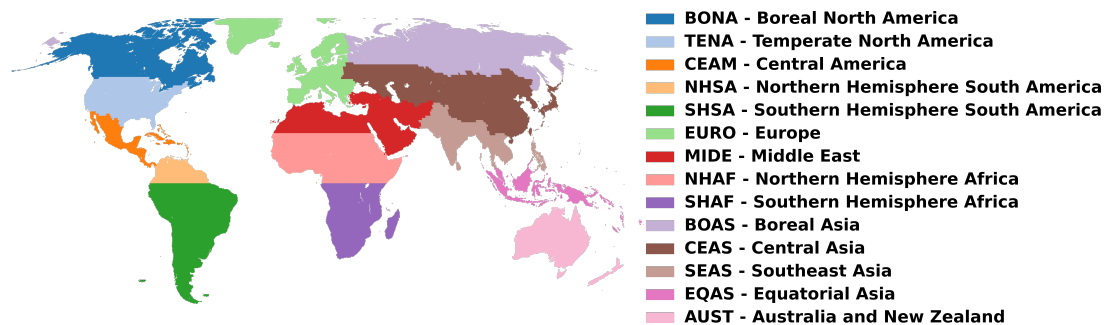 BONA - Boreal North America
TENA - Temperate North America
CEAM - Central America
NHSA - Northern Hemisphere South America
SHSA - Southern Hemisphere South America
EURO - Europe
MIDE - Middle East
NHAF - Northern Hemisphere Africa
SHAF - Southern Hemisphere Africa
BOAS - Boreal Asia
CEAS - Central Asia
SEAS - Southeast Asia
EQAS - Equatorial Asia
AUST - Australia and New Zealand